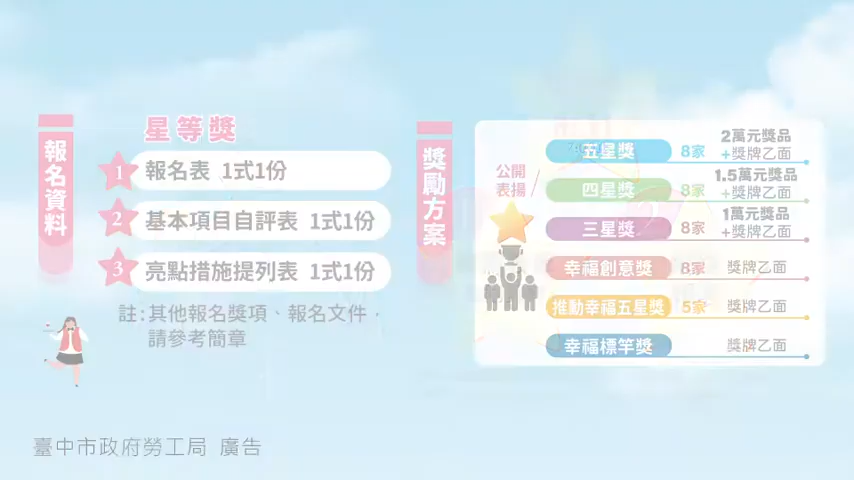 報名資料
星等獎
1 報名表 1式1份
2 基本項目自評表 1式1份
3 亮點措施提列表 1式1份
註:其他報名獎項、報名文件，
請參考簡章
獎勵方案
公開
表揚
五星獎 8家 2萬元獎品
+獎牌乙面
四星獎 8家 1.5萬元獎品
+獎牌乙面
三星獎 8家 1萬元獎品
+獎牌乙面
幸福創意獎 8家 獎牌乙面
推動幸福五星獎 5家 獎牌乙面
幸福標竿獎 獎牌乙面
臺中市政府勞工局 廣告